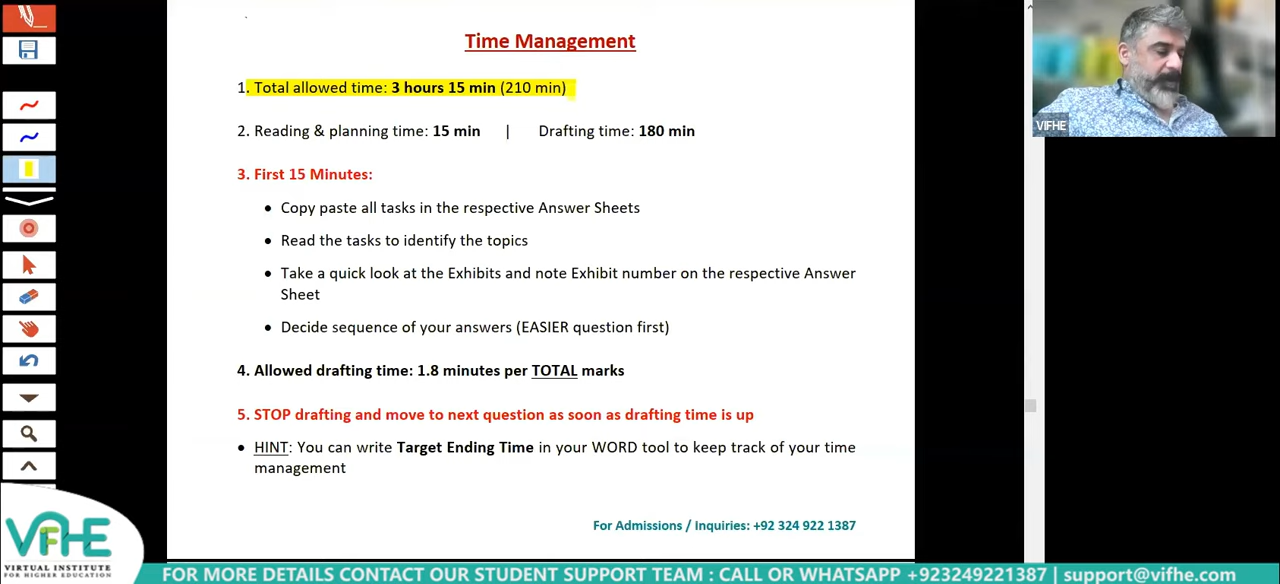 Time Management
1. Total allowed time: 3 hours 15 min (210 min)
2. Reading & planning time: 15 min | Drafting time: 180 min
3. First 15 Minutes:
• Copy paste all tasks in the respective Answer Sheets
• Read the tasks to identify the topics
• Take a quick look at the Exhibits and note Exhibit number on the respective Answer
Sheet
• Decide sequence of your answers (EASIER question first)
4. Allowed drafting time: 1.8 minutes per TOTAL marks
5. STOP drafting and move to next question as soon as drafting time is up
• HINT: You can write Target Ending Time in your WORD tool to keep track of your time
management
For Admissions / inquiries: +92 324 922 1387
VIFHE
VIFHE
VIRTUAL INSTITUTE
FOR HIGHER EDUCATION
FOR MORE DETAILS CONTACT OUR STUDENT SUPPORT TEAM : CALL OR WHATSAPP +923249221387 | support@vifhe.com